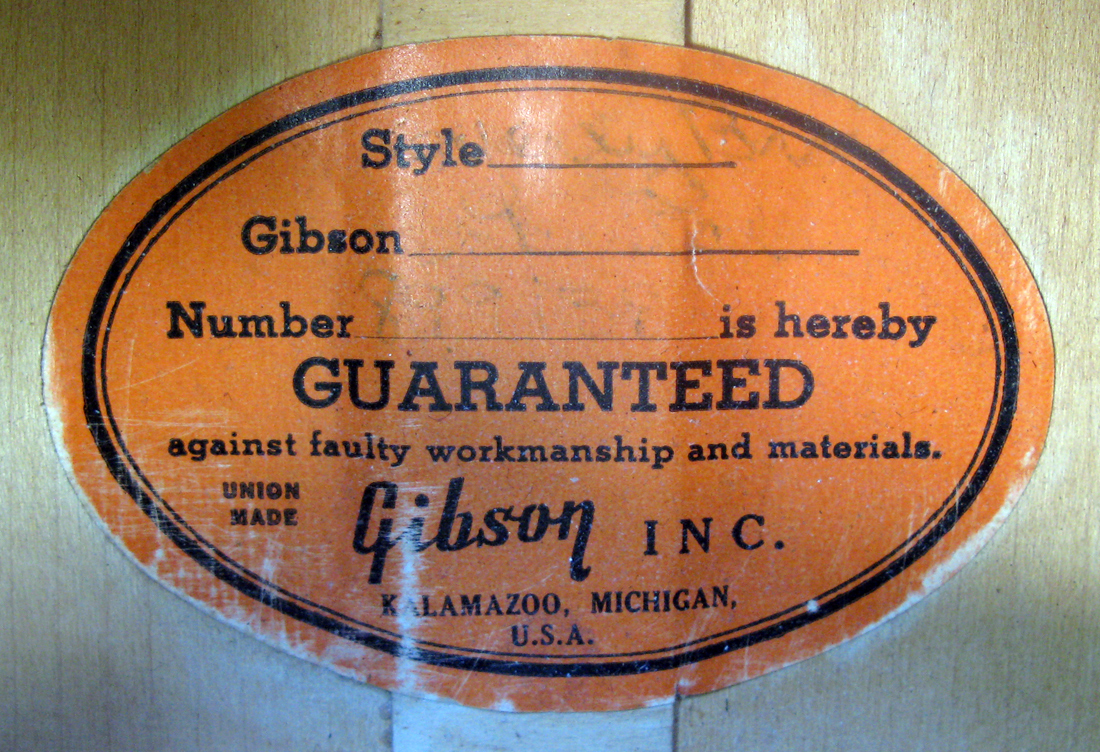 Style
Gibson
Number is hereby
GUARANTEED
against faulty workmanship and materials.
UNION
MADE
Gibson INC.
KALAMAZOO, MICHIGAN,
U.S.A.